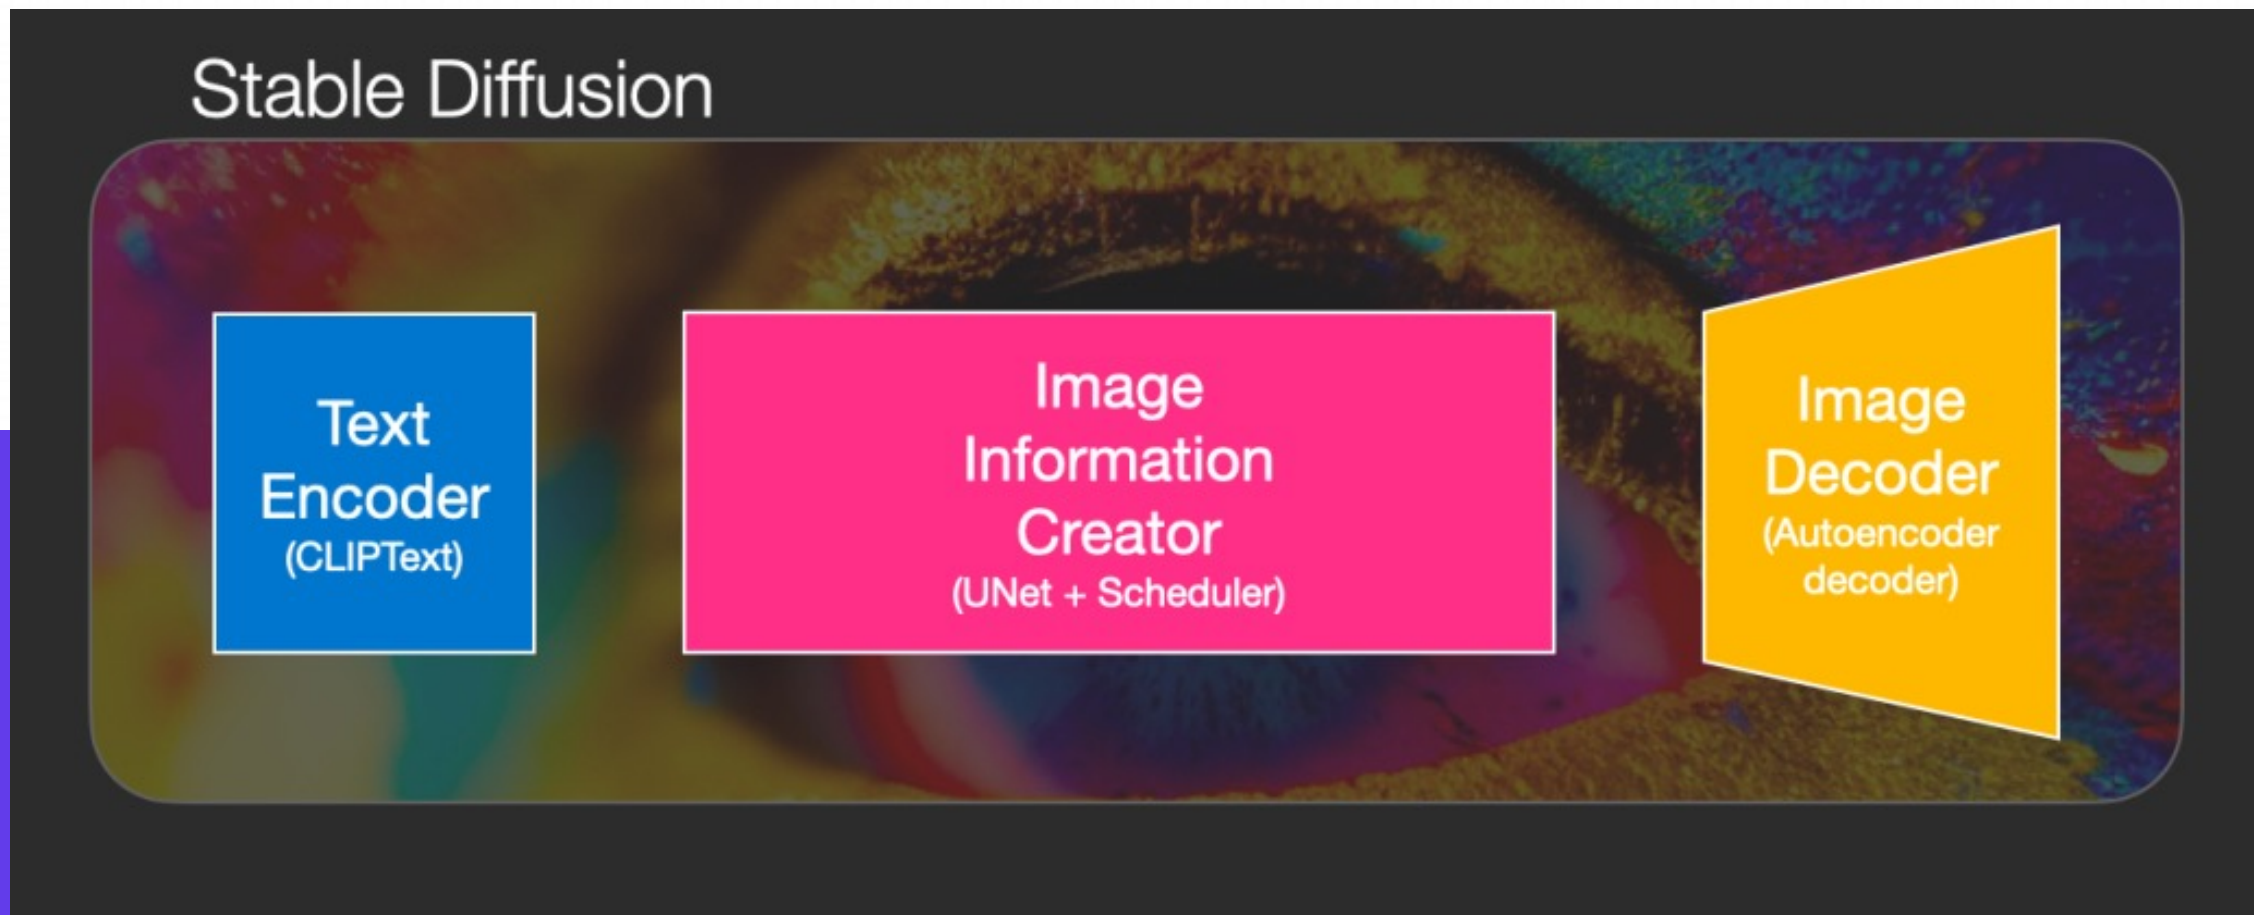 Stable Diffusion
Text
Encoder
(CLIPText)
Image
Information
Creator
(UNet + Scheduler)
Image
Decoder
(Autoencoder
decoder)